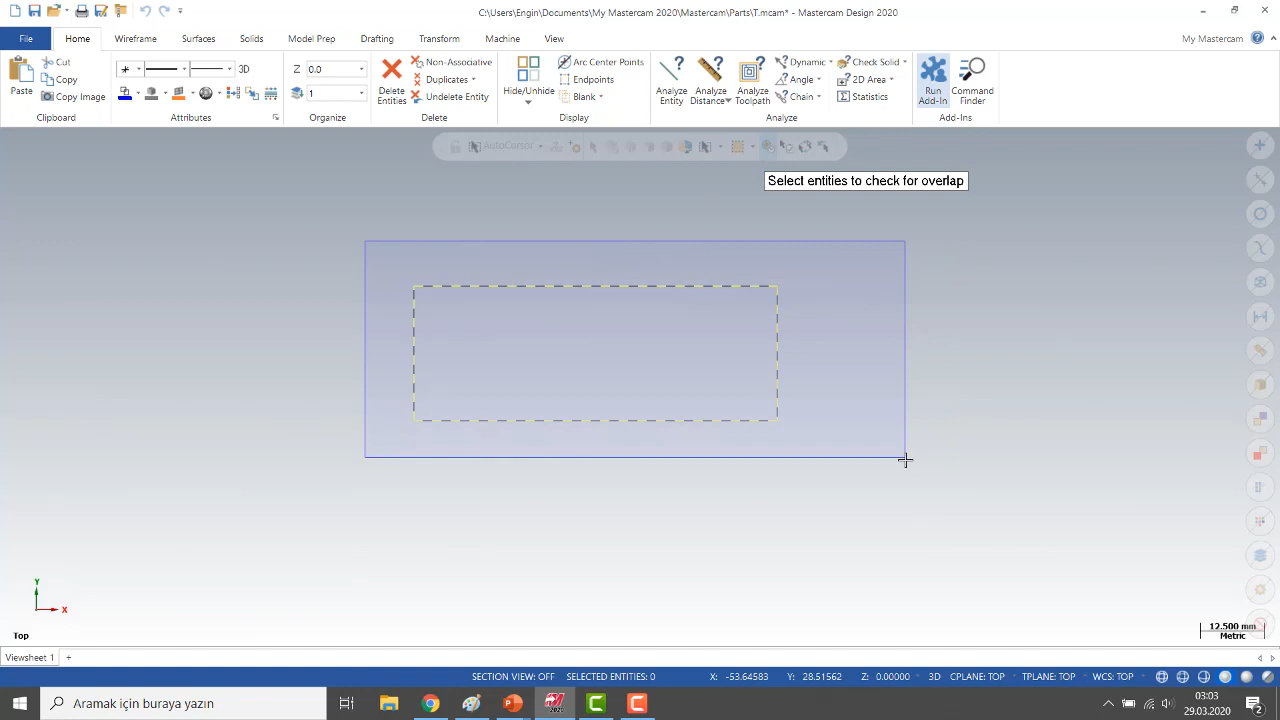 C:\Users\Engin\Documents\My Mastercam 2020\Mastercam\Parts\T.mcam* - Mastercam Design 2020
File Home Wireframe Surfaces Solids Model Prep Drafting Transform Machine View My Mastercam
Paste
Cut
Copy
Copy Image
Clipboard
3D
Attributes
Z 0.0
1
Organize
Delete Entities
Non-Associative
Duplicates
Undelete Entity
Delete
Hide/Unhide
Arc Center Points
Endpoints
Blank
Display
Analyze Entity
Analyze Distance
Analyze Toolpath
Dynamic
Angle
Chain
Check Solid
2D Area
Statistics
Analyze
Run Add-In
Command Finder
Add-Ins
AutoCursor
Select entities to check for overlap
Y
X
Top
12.500 mm
Metric
Viewsheet 1 +
SECTION VIEW: OFF SELECTED ENTITIES: 0 X: -53.64583 Y: 28.51562 Z: 0.00000 3D CPLANE: TOP TPLANE: TOP WCS: TOP
Aramak için buraya yazın
2020
03:03
29.03.2020
2